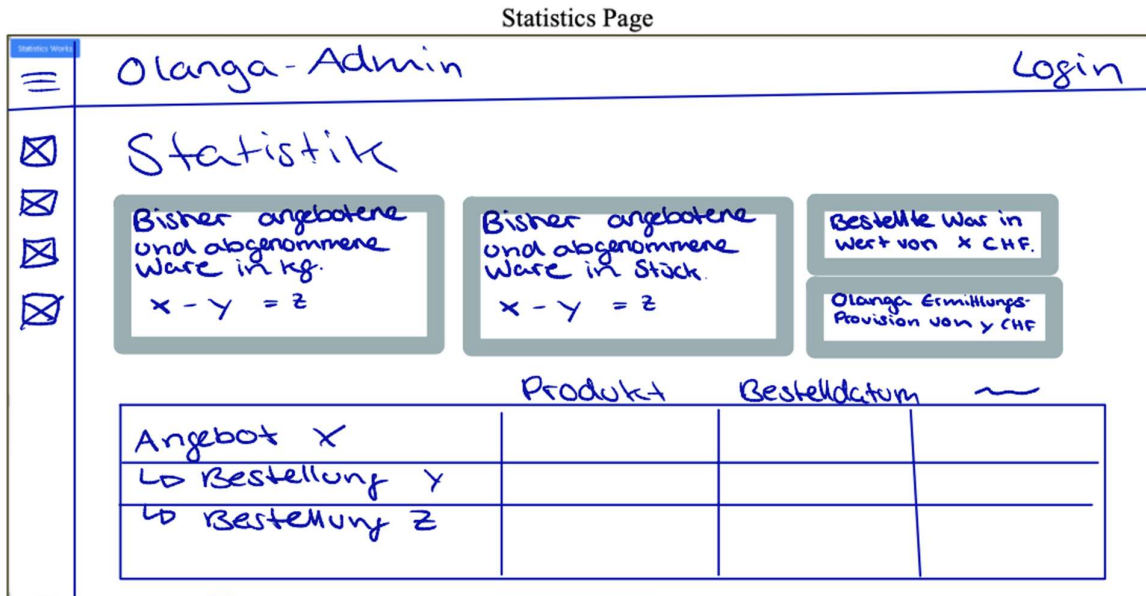 Statistics Page
Statistics Works
Olanga-Admin
Login
Statistik
Bisher angebotene
und abgenommene
Ware in kg.
x - y = z
Bisher angebotene
und abgenommene
Ware in Stück.
x - y = z
Bestellte War in
Wert von x CHF.
Olanga Ermittlungs-
Provision von y CHF
Produkt
Bestelldatum
Angebot X
↳ Bestellung Y
↳ Bestellung Z